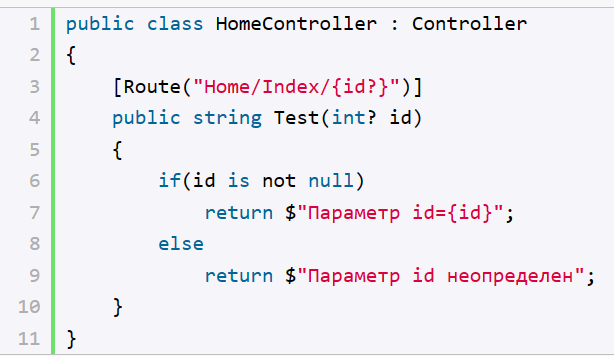 1 public class HomeController : Controller
2 {
3     [Route("Home/Index/{id?}")]
4     public string Test(int? id)
5     {
6         if(id is not null)
7             return $"Параметр id={id}";
8         else
9             return $"Параметр id неопределен";
10     }
11 }